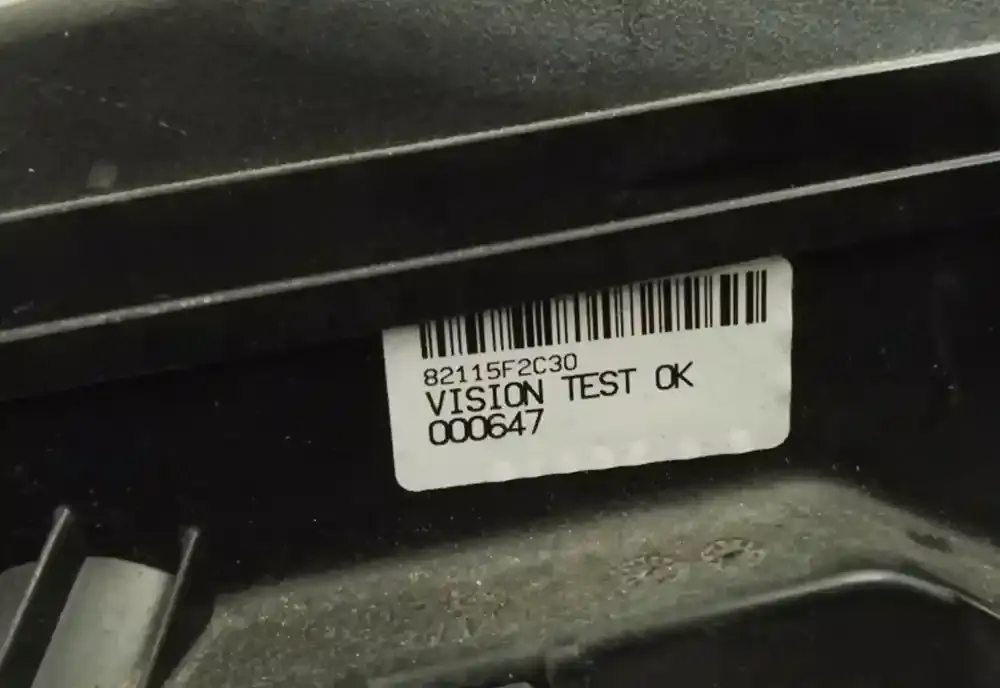 82115F2C30
VISION TEST OK
000647